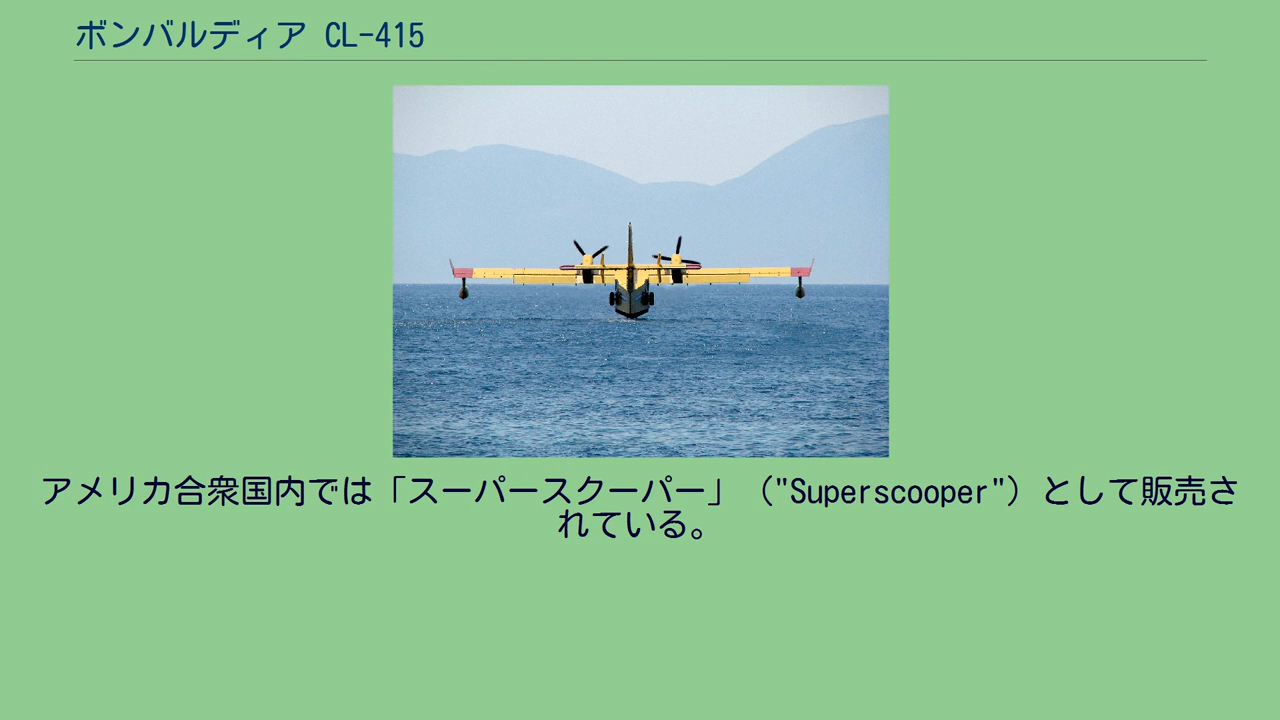 ボンバルディア CL-415
アメリカ合衆国内では「スーパースクーパー」（"Superscooper"）として販売さ
れている。